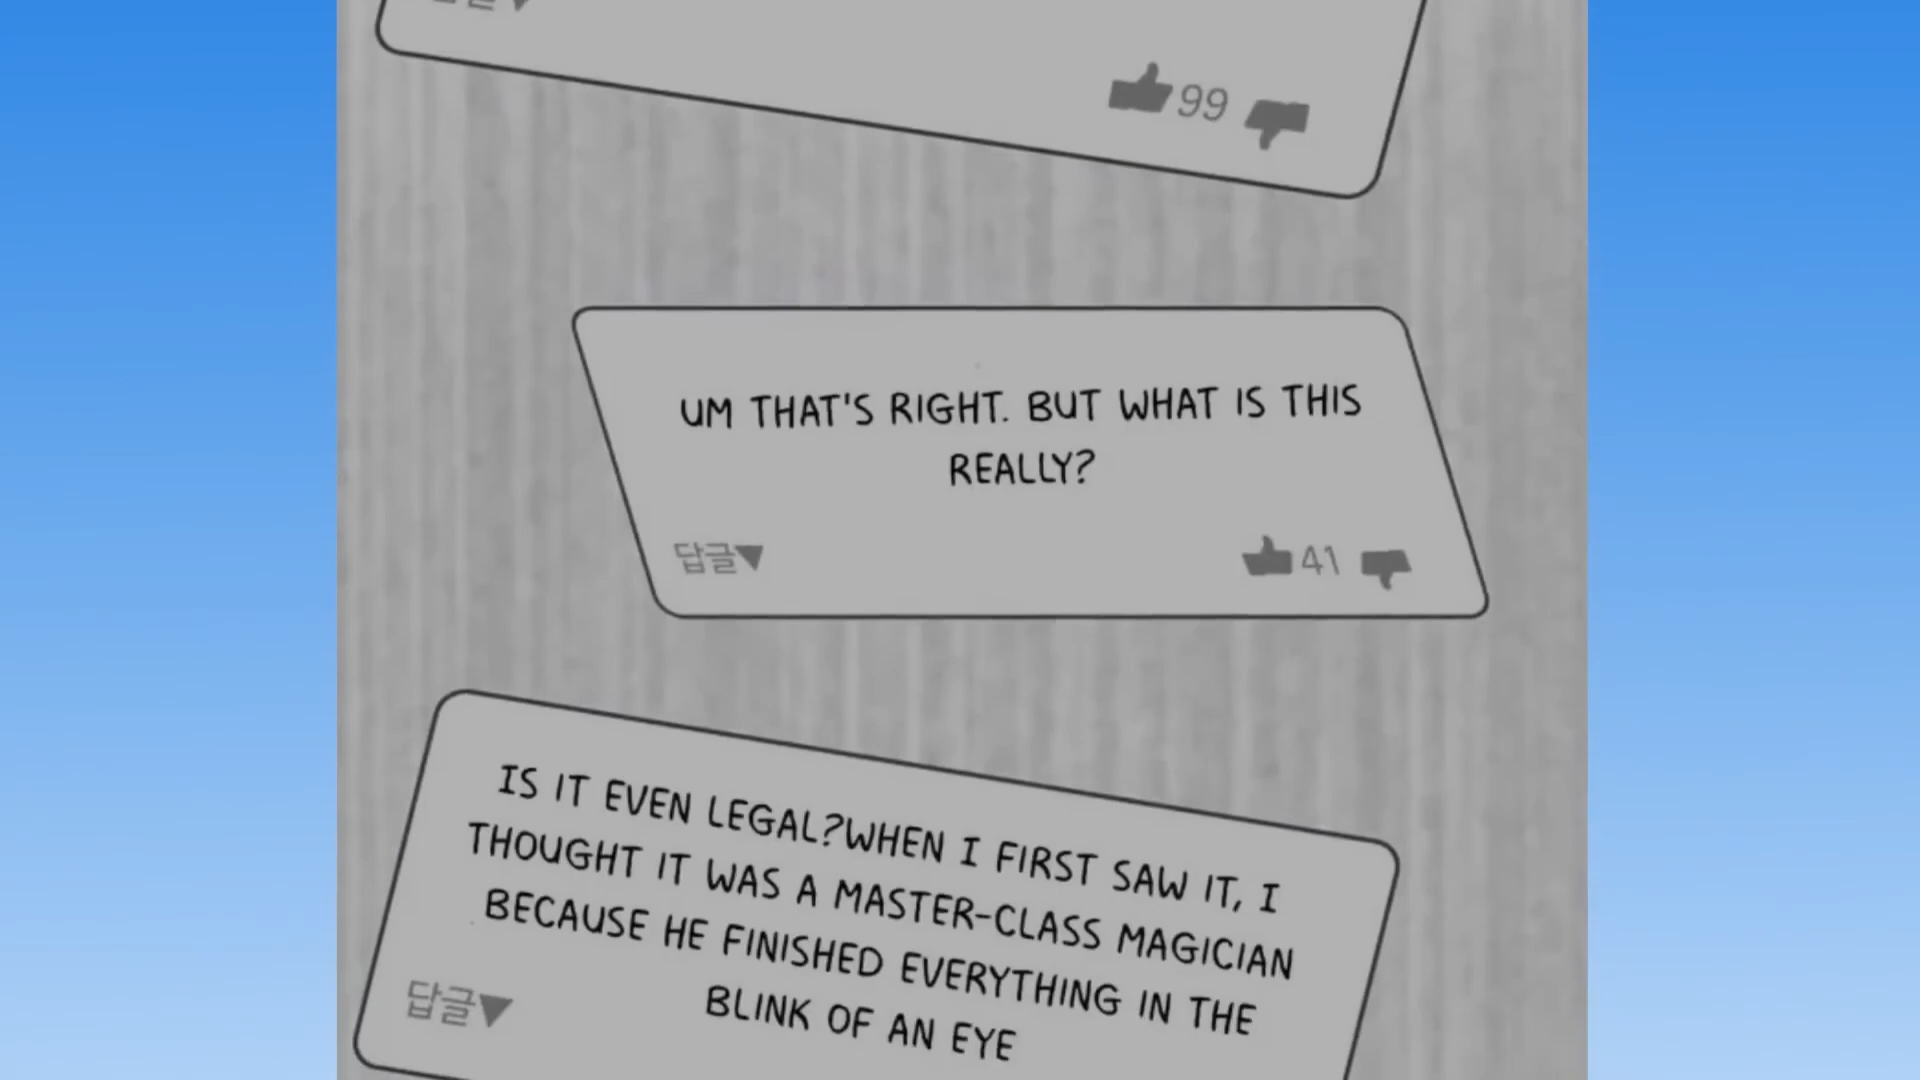 99
UM THAT'S RIGHT. BUT WHAT IS THIS
REALLY?
답글▼
41
IS IT EVEN LEGAL?WHEN I FIRST SAW IT, I
THOUGHT IT WAS A MASTER-CLASS MAGICIAN
BECAUSE HE FINISHED EVERYTHING IN THE
BLINK OF AN EYE
답글▼